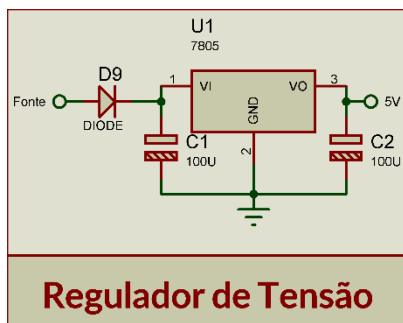 U1
7805
D9
Fonte
DIODE
1
VI
VO
3
5V
GND
2
C1
100U
C2
100U
Regulador de Tensão